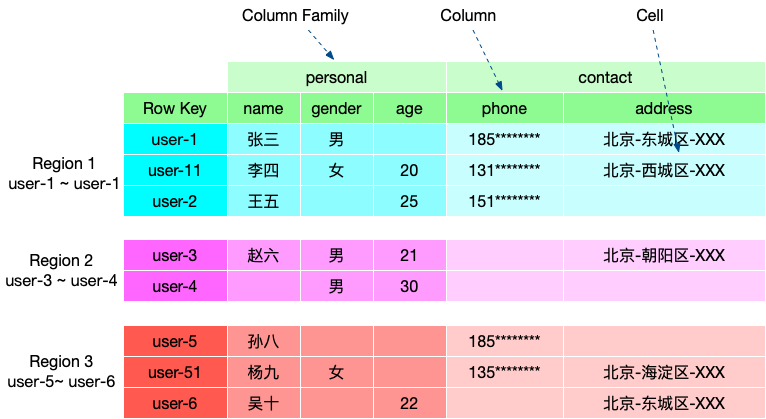 Column Family Column Cell
personal contact
Row Key name gender age phone address
user-1 张三 男 185******** 北京-东城区-XXX
Region 1
user-1 ~ user-1
user-11 李四 女 20 131******** 北京-西城区-XXX
user-2 王五 25 151********
Region 2
user-3 ~ user-4
user-3 赵六 男 21 北京-朝阳区-XXX
user-4 男 30
user-5 孙八 185********
Region 3
user-5~ user-6
user-51 杨九 女 135******** 北京-海淀区-XXX
user-6 吴十 22 北京-东城区-XXX